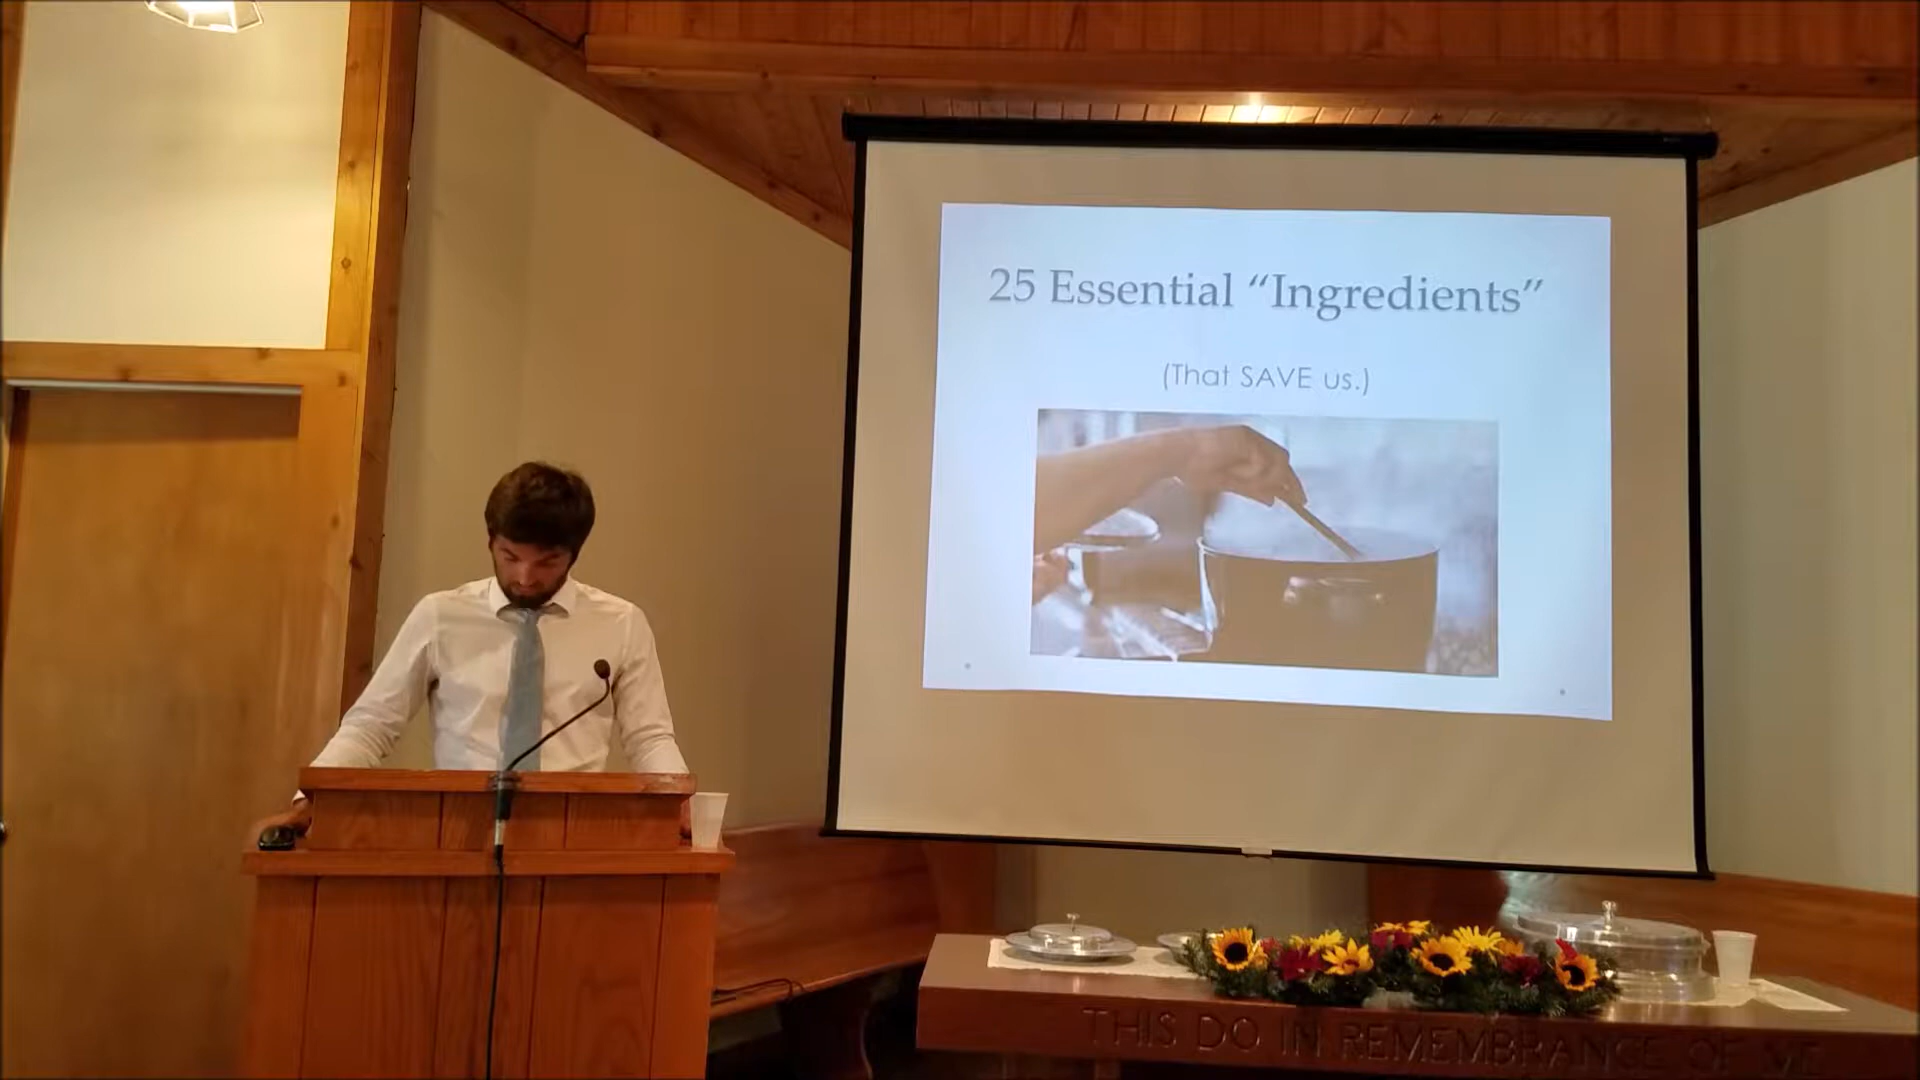 25 Essential “Ingredients”
(That SAVE us.)
THIS DO IN REMEMBRANCE OF ME